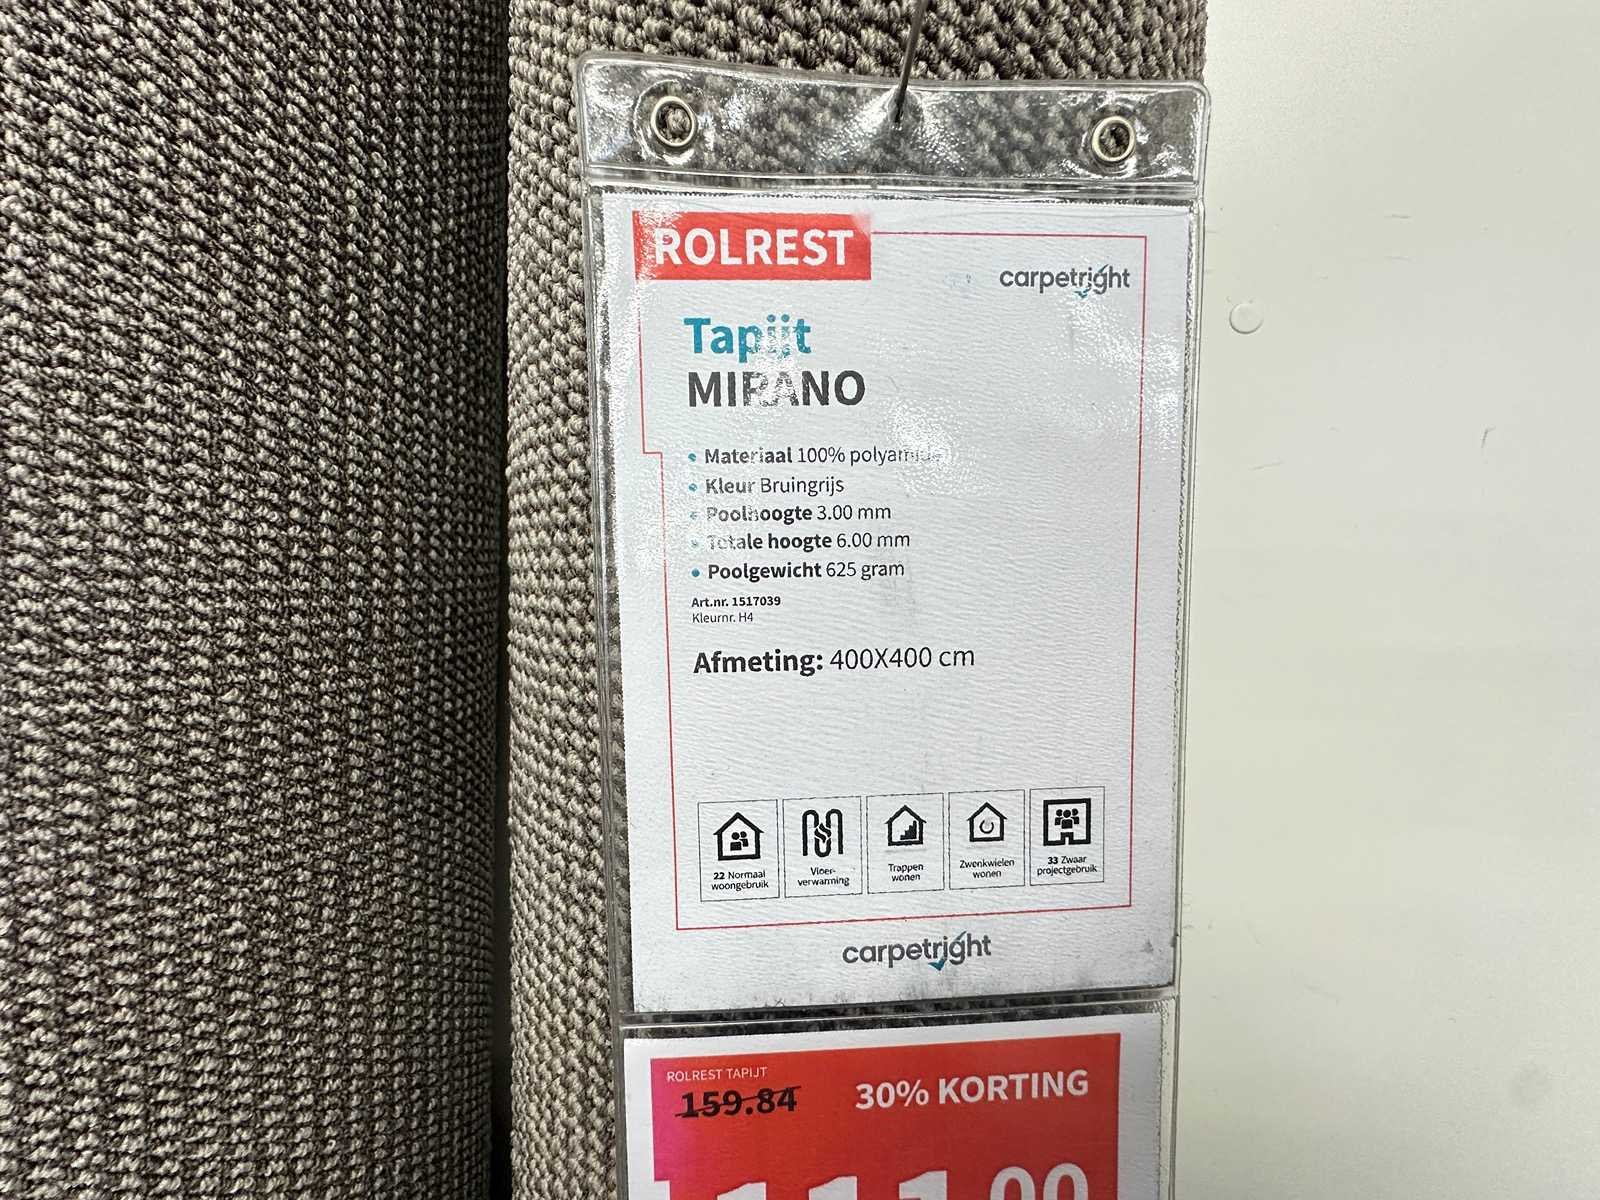 ROLREST
carpetright
Tapijt
MIRANO
Materiaal 100% polyamide
Kleur Bruingrijs
Poolhoogte 3.00 mm
Totale hoogte 6.00 mm
Poolgewicht 625 gram
Art.nr. 1517039
Kleurnr. H4
Afmeting: 400X400 cm
22 Normaal
woongebruik
Vloer-
verwarming
Trappen
wonen
Zwenkwielen
wonen
33 Zwaar
projectgebruik
carpetright
ROLREST TAPIJT
159.84
30% KORTING